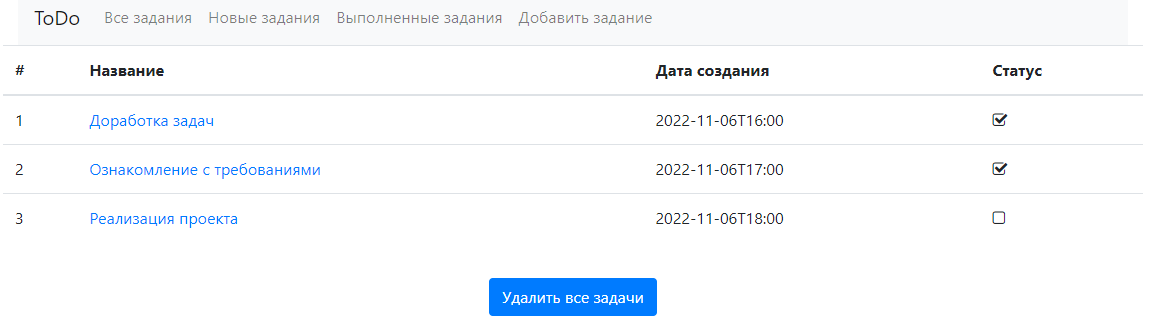 ToDo Все задания Новые задания Выполненные задания Добавить задание
# Название Дата создания Статус
1 Доработка задач 2022-11-06T16:00
2 Ознакомление с требованиями 2022-11-06T17:00
3 Реализация проекта 2022-11-06T18:00
Удалить все задачи